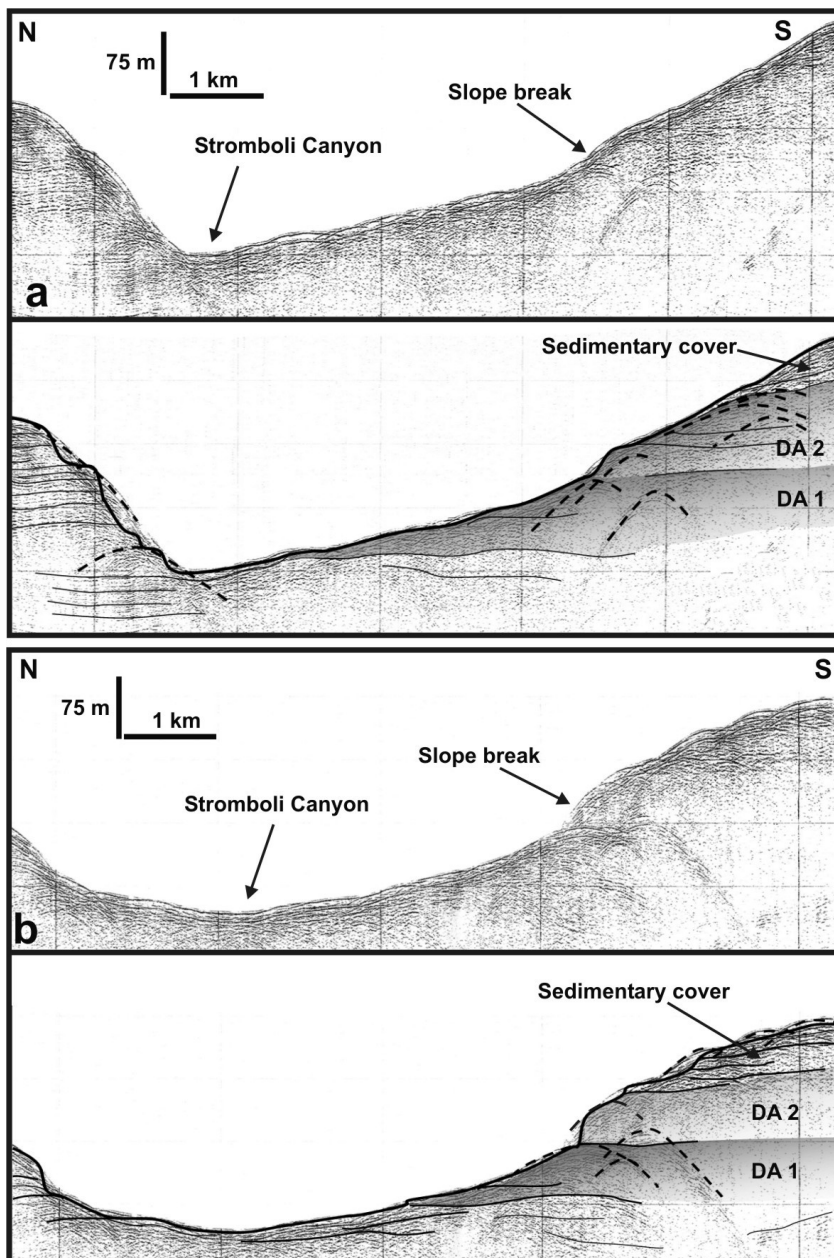 N
S
75 m
1 km
Slope break
Stromboli Canyon
a
Sedimentary cover
DA 2
DA 1
N
S
75 m
1 km
Slope break
Stromboli Canyon
b
Sedimentary cover
DA 2
DA 1